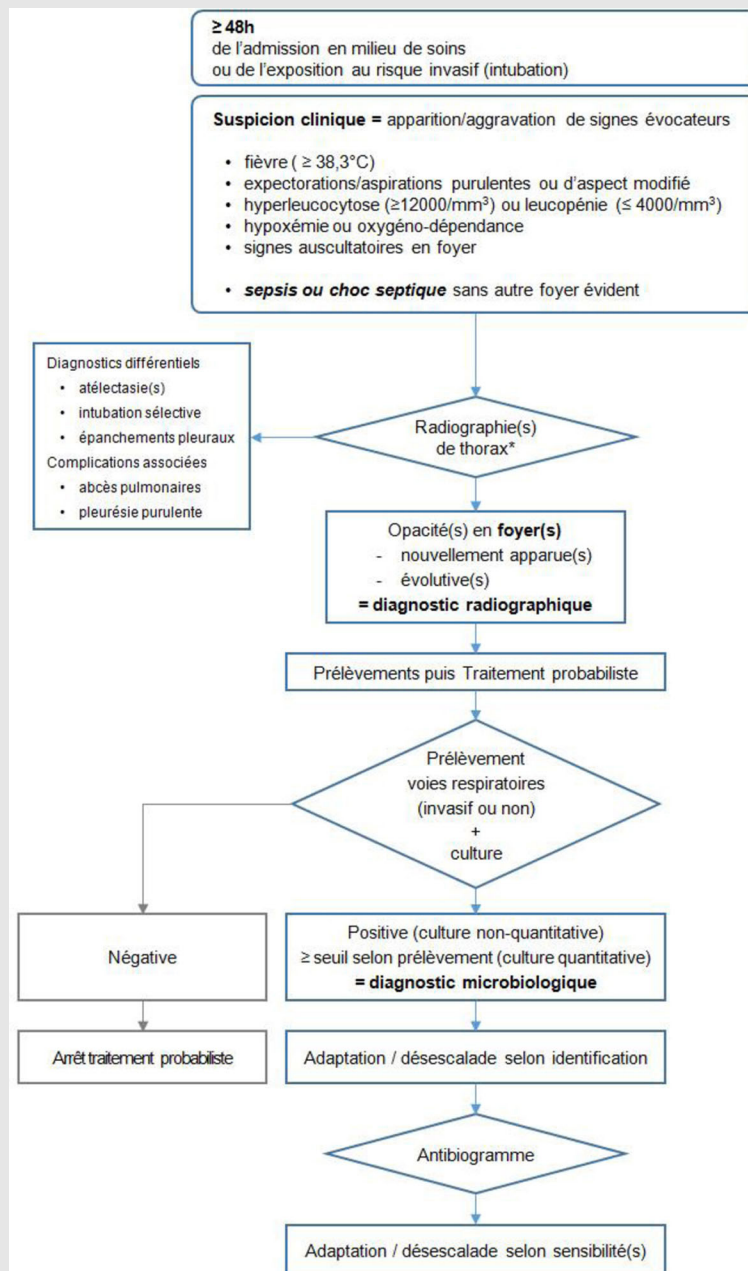 ≥ 48h
de l'admission en milieu de soins
ou de l'exposition au risque invasif (intubation)
Suspicion clinique = apparition/aggravation de signes évocateurs
• fièvre ( ≥ 38,3°C)
• expectorations/aspirations purulentes ou d'aspect modifié
• hyperleucocytose (≥12000/mm³) ou leucopénie (≤ 4000/mm³)
• hypoxémie ou oxygéno-dépendance
• signes auscultatoires en foyer
• sepsis ou choc septique sans autre foyer évident
Diagnostics différentiels
• atélectasie(s)
• intubation sélective
• épanchements pleuraux
Complications associées
• abcès pulmonaires
• pleurésie purulente
Radiographie(s)
de thorax*
Opacité(s) en foyer(s)
- nouvellement apparue(s)
- évolutive(s)
= diagnostic radiographique
Prélèvements puis Traitement probabiliste
Prélèvement
voies respiratoires
(invasif ou non)
+
culture
Négative
Positive (culture non-quantitative)
≥ seuil selon prélèvement (culture quantitative)
= diagnostic microbiologique
Arrêt traitement probabiliste
Adaptation / désescalade selon identification
Antibiogramme
Adaptation / désescalade selon sensibilité(s)